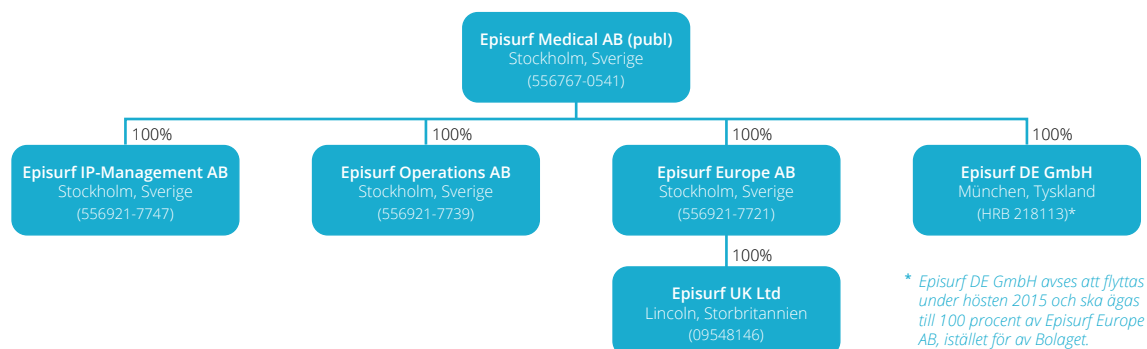 Episurf Medical AB (publ)
Stockholm, Sverige
(556767-0541)
100%
100%
100%
100%
Episurf IP-Management AB
Stockholm, Sverige
(556921-7747)
Episurf Operations AB
Stockholm, Sverige
(556921-7739)
Episurf Europe AB
Stockholm, Sverige
(556921-7721)
Episurf DE GmbH
München, Tyskland
(HRB 218113)*
100%
Episurf UK Ltd
Lincoln, Storbritannien
(09548146)
* Episurf DE GmbH avses att flyttas
under hösten 2015 och ska ägas
till 100 procent av Episurf Europe
AB, istället för av Bolaget.